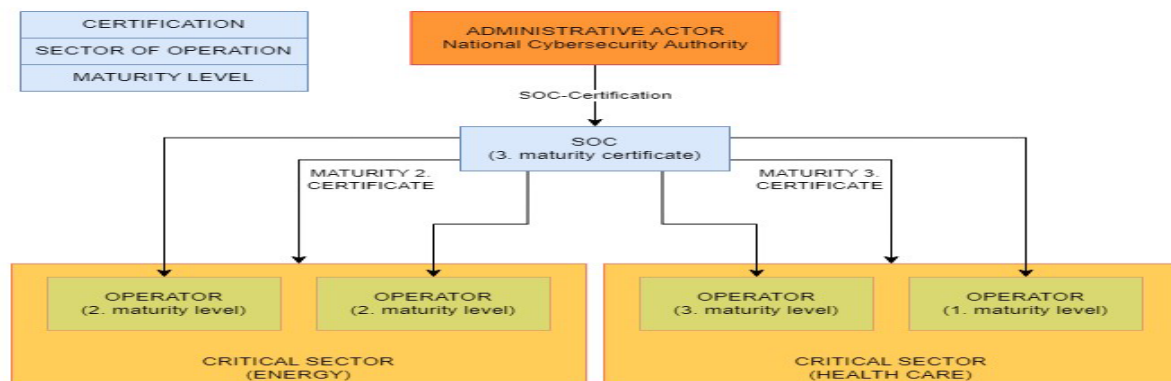 CERTIFICATION
SECTOR OF OPERATION
MATURITY LEVEL
ADMINISTRATIVE ACTOR
National Cybersecurity Authority
SOC-Certification
SOC
(3. maturity certificate)
MATURITY 2.
CERTIFICATE
MATURITY 3.
CERTIFICATE
OPERATOR
(2. maturity level)
OPERATOR
(2. maturity level)
OPERATOR
(3. maturity level)
OPERATOR
(1. maturity level)
CRITICAL SECTOR
(ENERGY)
CRITICAL SECTOR
(HEALTH CARE)